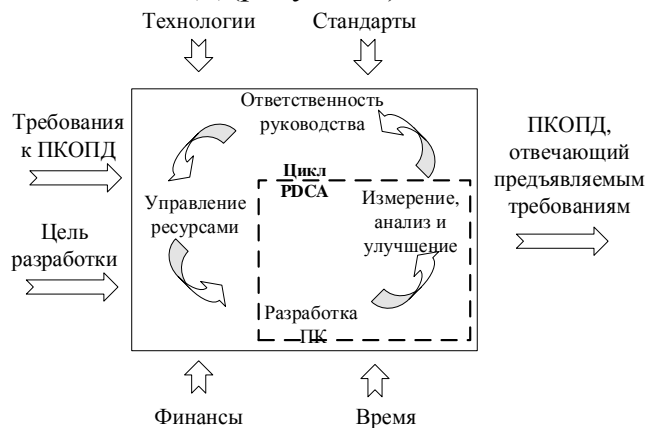 Технологии
Стандарты
Ответственность
руководства
Требования
к ПКОПД
ПКОПД,
отвечающий
предъявляемым
требованиям
Цикл
PDCA
Управление
ресурсами
Измерение,
анализ и
улучшение
Цель
разработки
Разработка
ПК
Финансы
Время